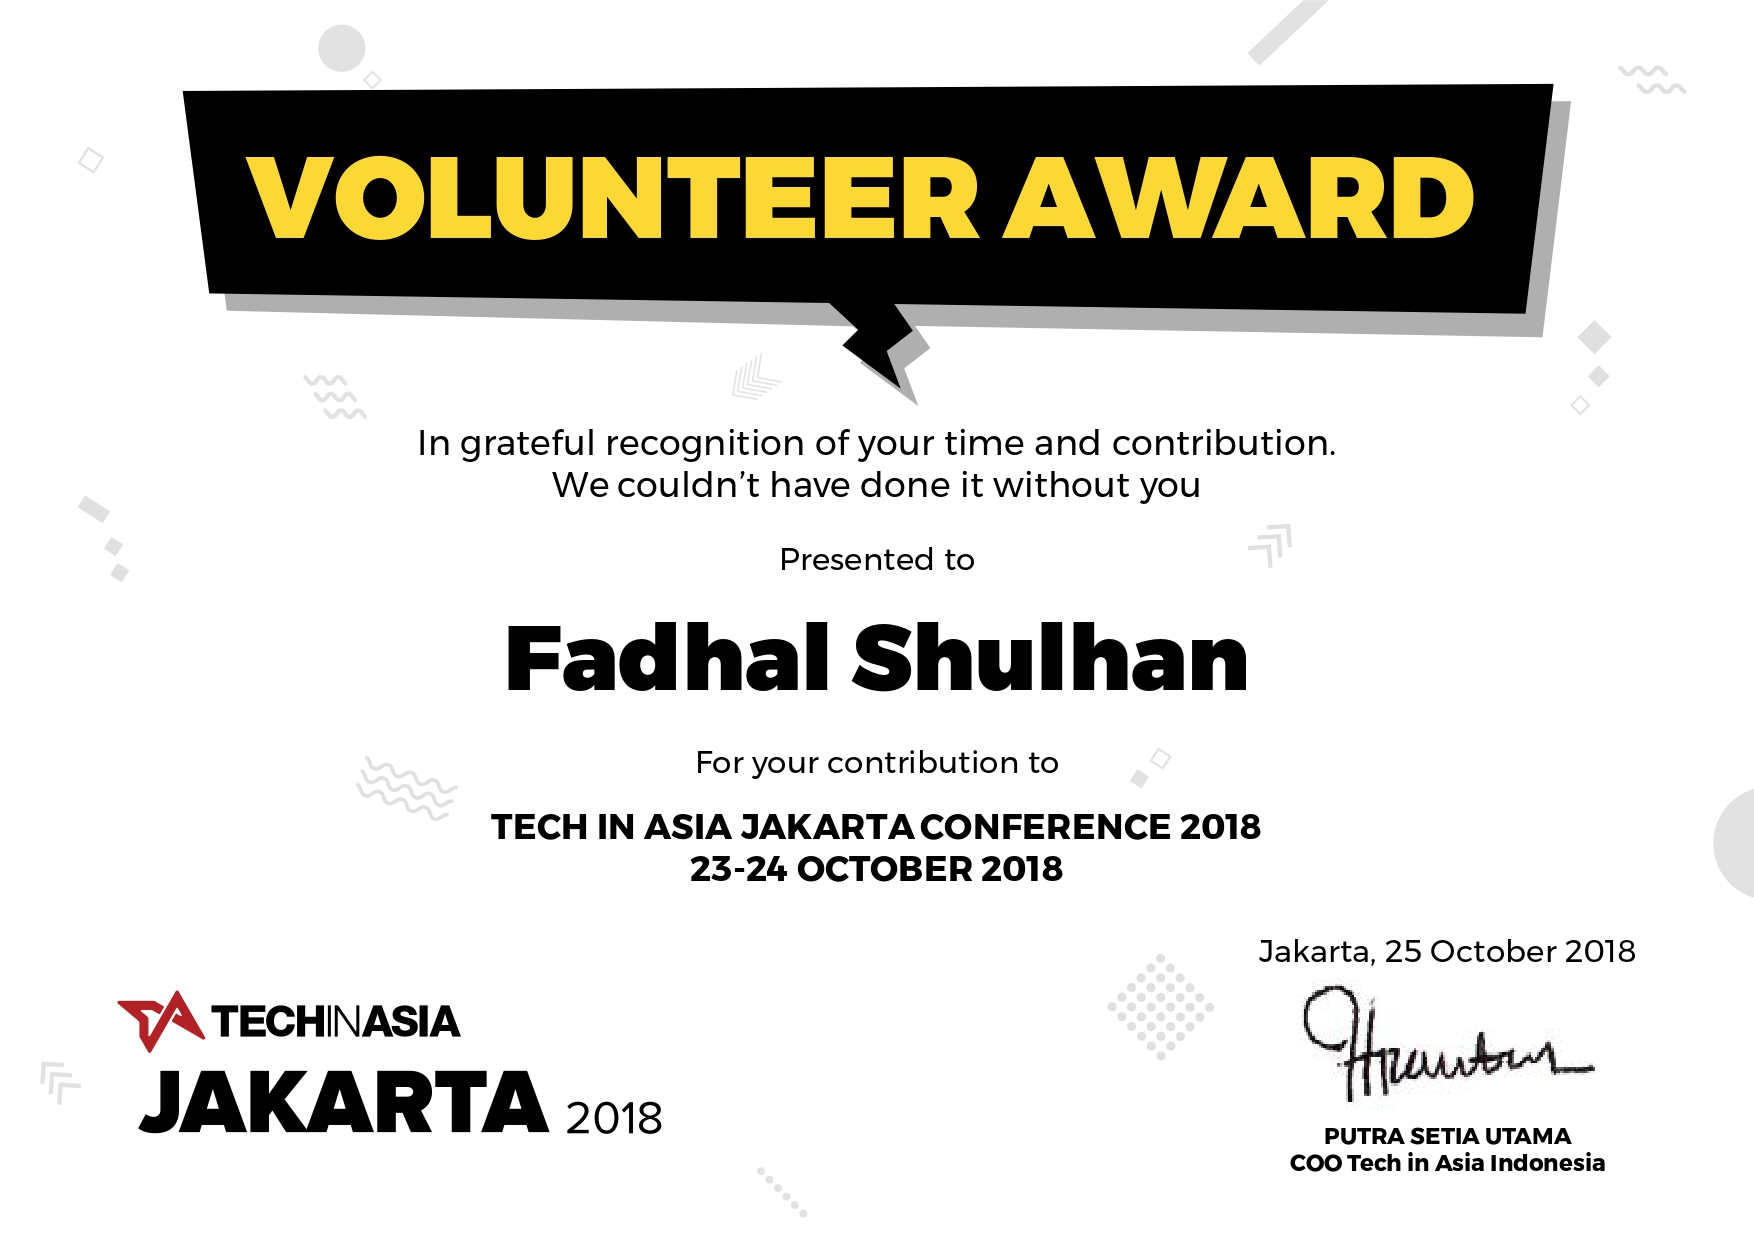 VOLUNTEER AWARD
In grateful recognition of your time and contribution.
We couldn’t have done it without you
Presented to
Fadhal Shulhan
For your contribution to
TECH IN ASIA JAKARTA CONFERENCE 2018
23-24 OCTOBER 2018
Jakarta, 25 October 2018
TECHINASIA
JAKARTA 2018
PUTRA SETIA UTAMA
COO Tech in Asia Indonesia